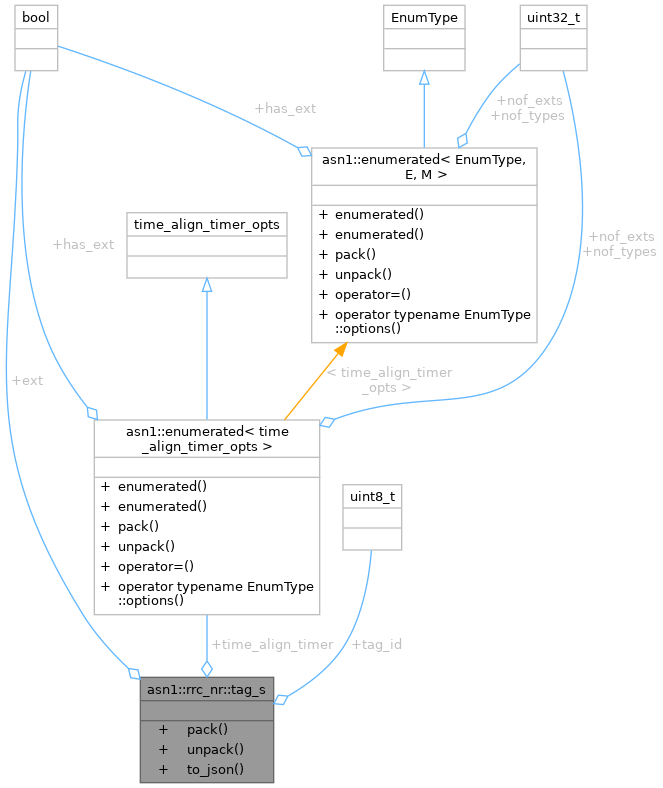 bool
EnumType
uint32_t
+has_ext
+nof_exts
+nof_types
asn1::enumerated< EnumType,
E, M >
+ enumerated()
+ enumerated()
+ pack()
+ unpack()
+ operator=()
+ operator typename EnumType
::options()
time_align_timer_opts
+has_ext
+nof_exts
+nof_types
+ext
< time_align_timer
_opts >
asn1::enumerated< time
_align_timer_opts >
+ enumerated()
+ enumerated()
+ pack()
+ unpack()
+ operator=()
+ operator typename EnumType
::options()
uint8_t
+time_align_timer
+tag_id
asn1::rrc_nr::tag_s
+ pack()
+ unpack()
+ to_json()